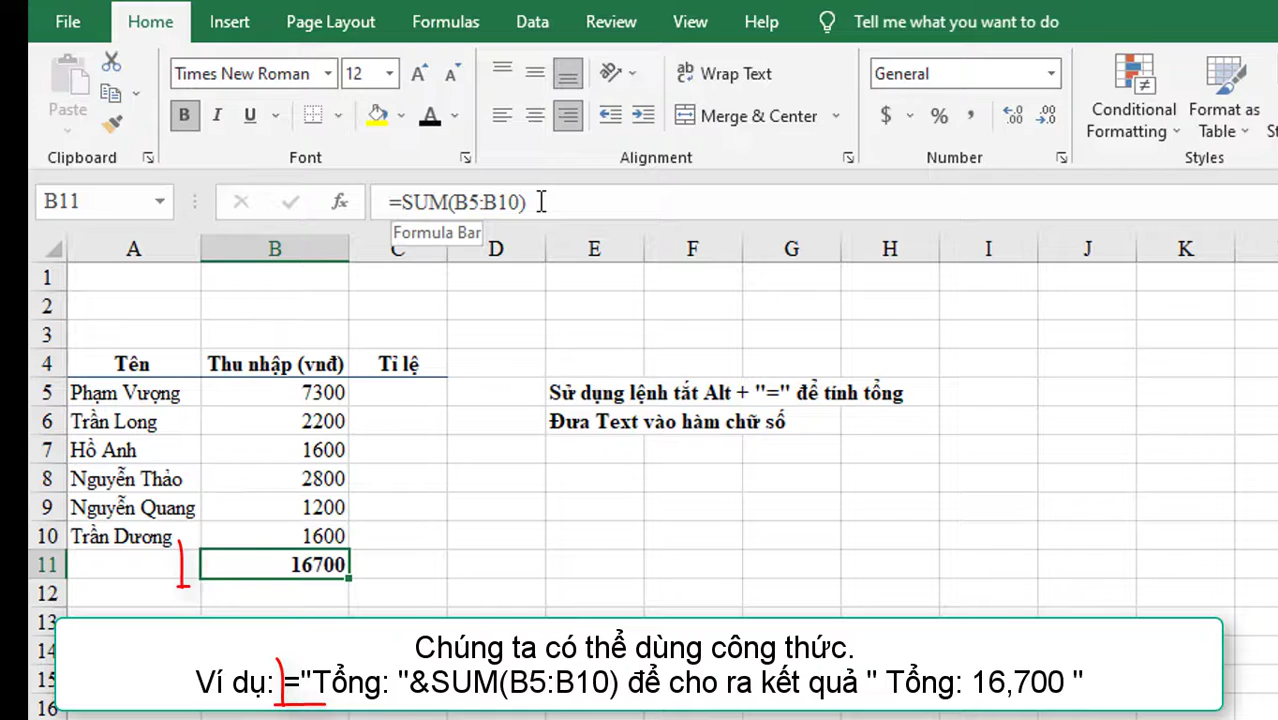 File Home Insert Page Layout Formulas Data Review View Help Tell me what you want to do
Times New Roman 12 Wrap Text General
Paste B I U A Merge & Center $ % , Conditional Formatting Format as Table
Clipboard Font Alignment Number Styles
B11 fx =SUM(B5:B10)
Formula Bar
A B C D E F G H I J K
1
2
3
4 Tên Thu nhập (vnđ) Tỉ lệ
5 Phạm Vượng 7300 Sử dụng lệnh tắt Alt + "=" để tính tổng
6 Trần Long 2200 Đưa Text vào hàm chữ số
7 Hồ Anh 1600
8 Nguyễn Thảo 2800
9 Nguyễn Quang 1200
10 Trần Dương 1600
11 16700
12
13
14
15
16
Chúng ta có thể dùng công thức.
Ví dụ: ="Tổng: "&SUM(B5:B10) để cho ra kết quả " Tổng: 16,700 "